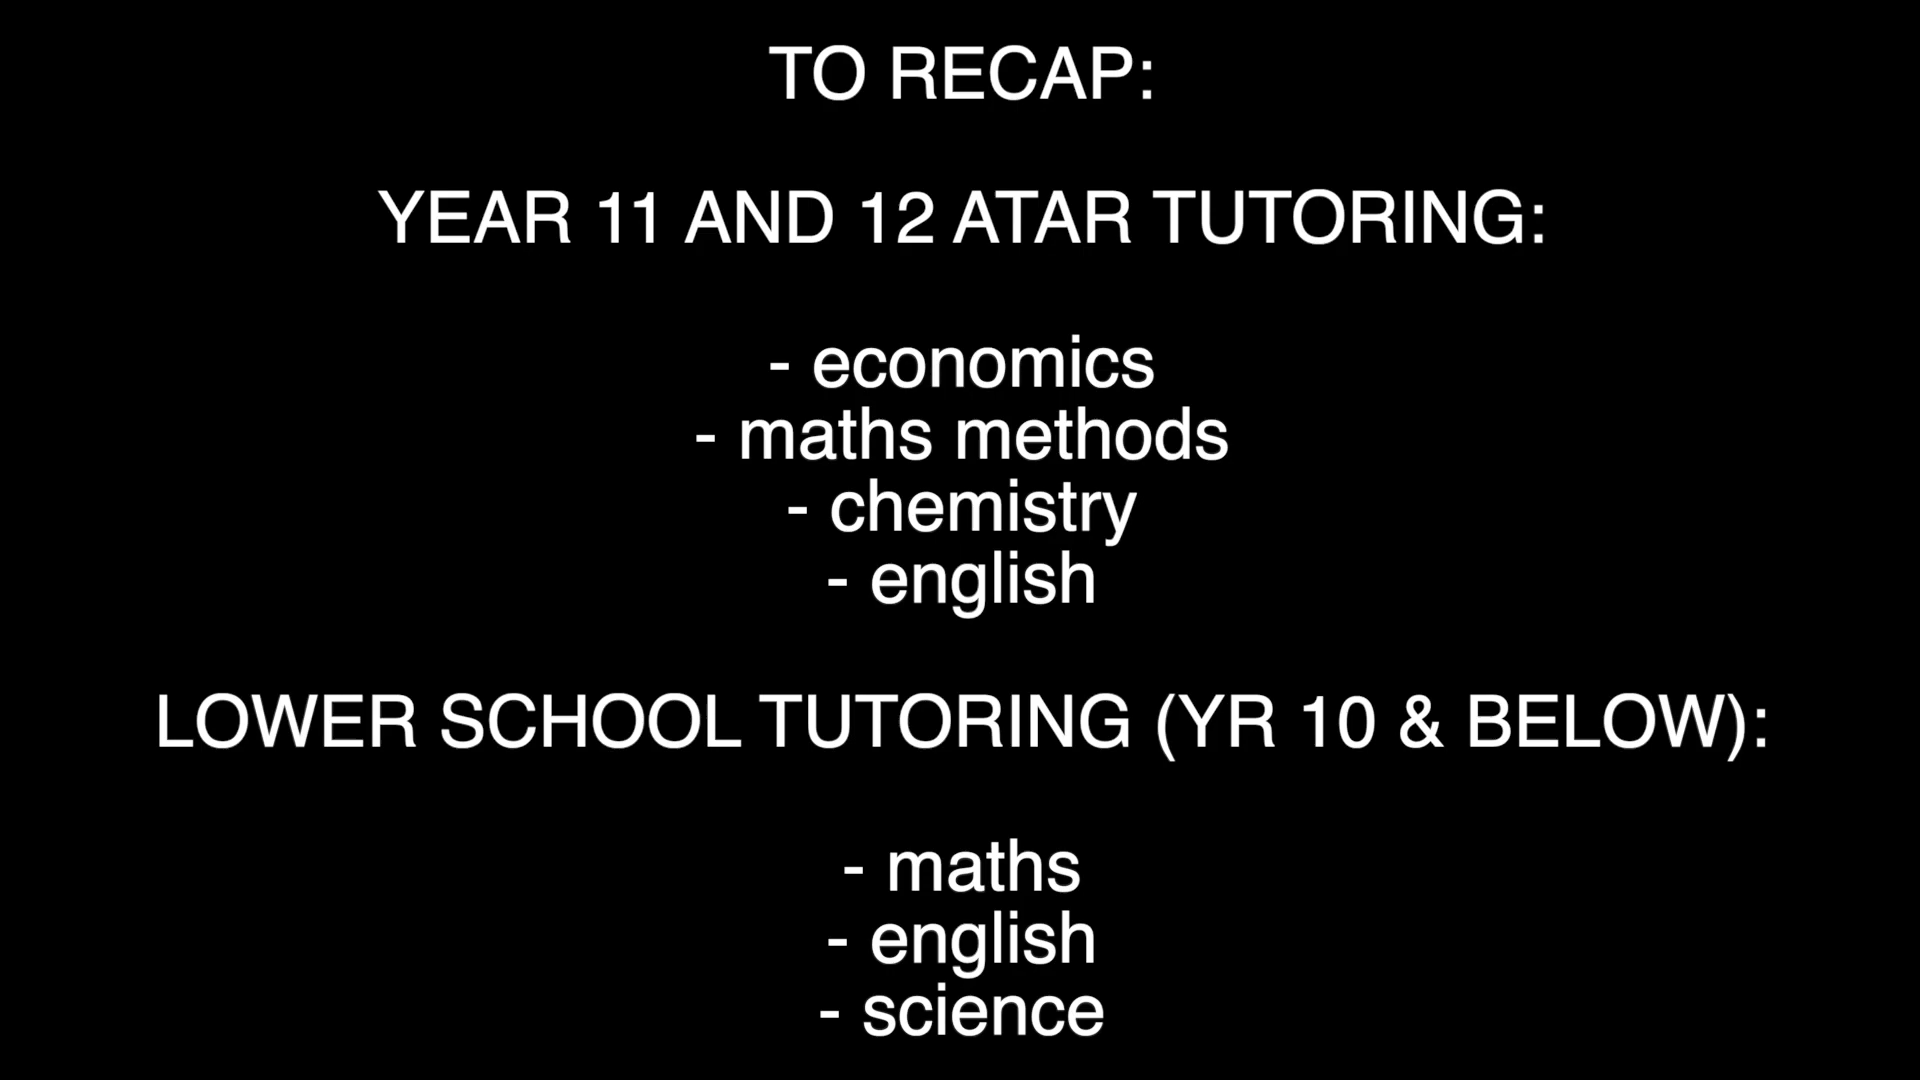 TO RECAP:
YEAR 11 AND 12 ATAR TUTORING:
- economics
- maths methods
- chemistry
- english
LOWER SCHOOL TUTORING (YR 10 & BELOW):
- maths
- english
- science